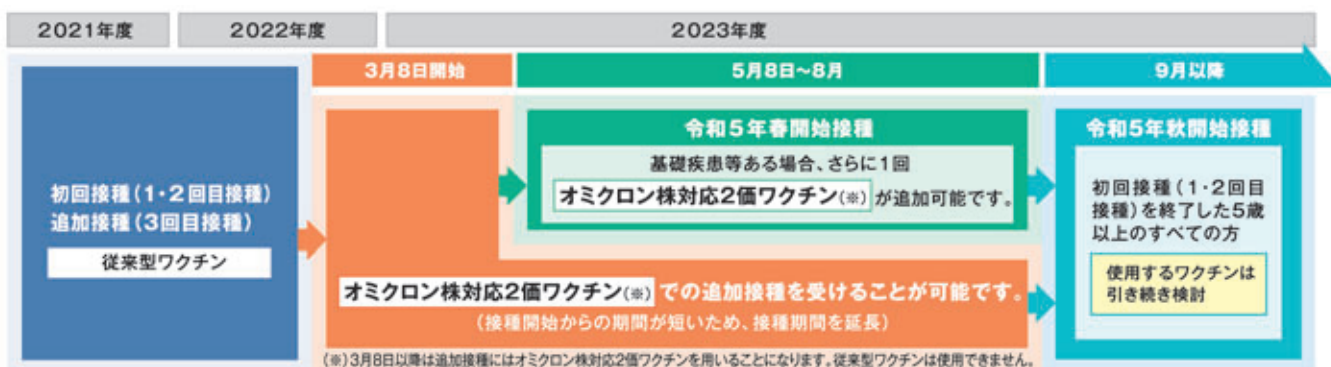 2021年度
2022年度
2023年度
3月8日開始
5月8日～8月
9月以降
初回接種（1・2回目接種）
追加接種（3回目接種）
従来型ワクチン
令和5年春開始接種
基礎疾患等ある場合、さらに1回
オミクロン株対応2価ワクチン(※)が追加可能です。
オミクロン株対応2価ワクチン(※)での追加接種を受けることが可能です。
（接種開始からの期間が短いため、接種期間を延長）
(※)3月8日以降は追加接種にはオミクロン株対応2価ワクチンを用いることになります。従来型ワクチンは使用できません。
令和5年秋開始接種
初回接種（1・2回目
接種）を終了した5歳
以上のすべての方
使用するワクチンは
引き続き検討